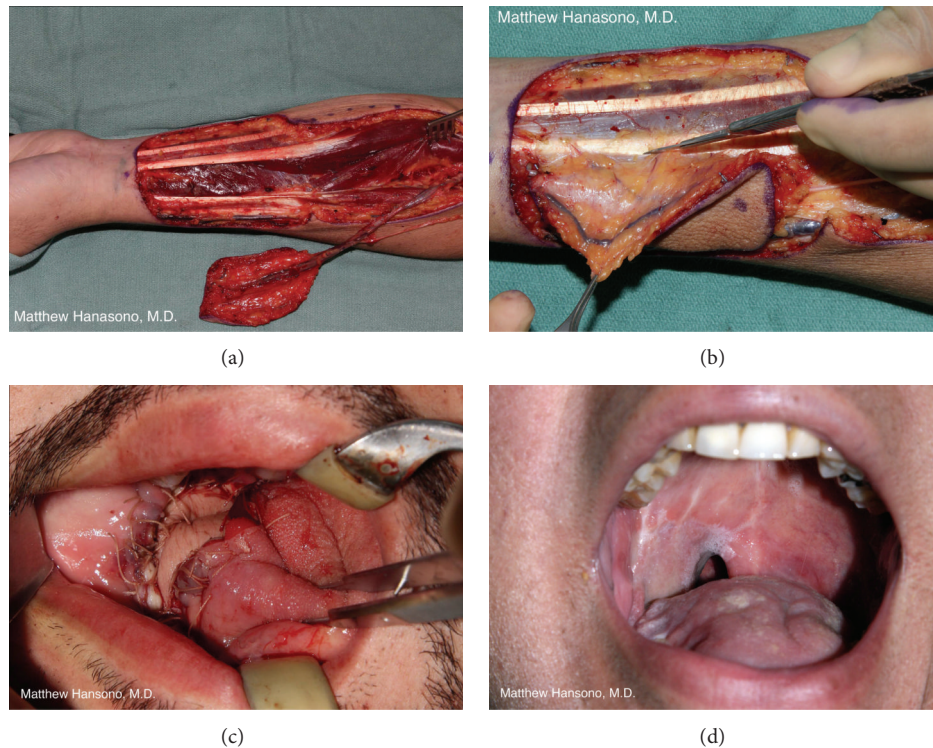 Matthew Hanasono, M.D.
Matthew Hanasono, M.D.
(a)
(b)
Matthew Hansono, M.D.
Matthew Hansono, M.D.
(c)
(d)